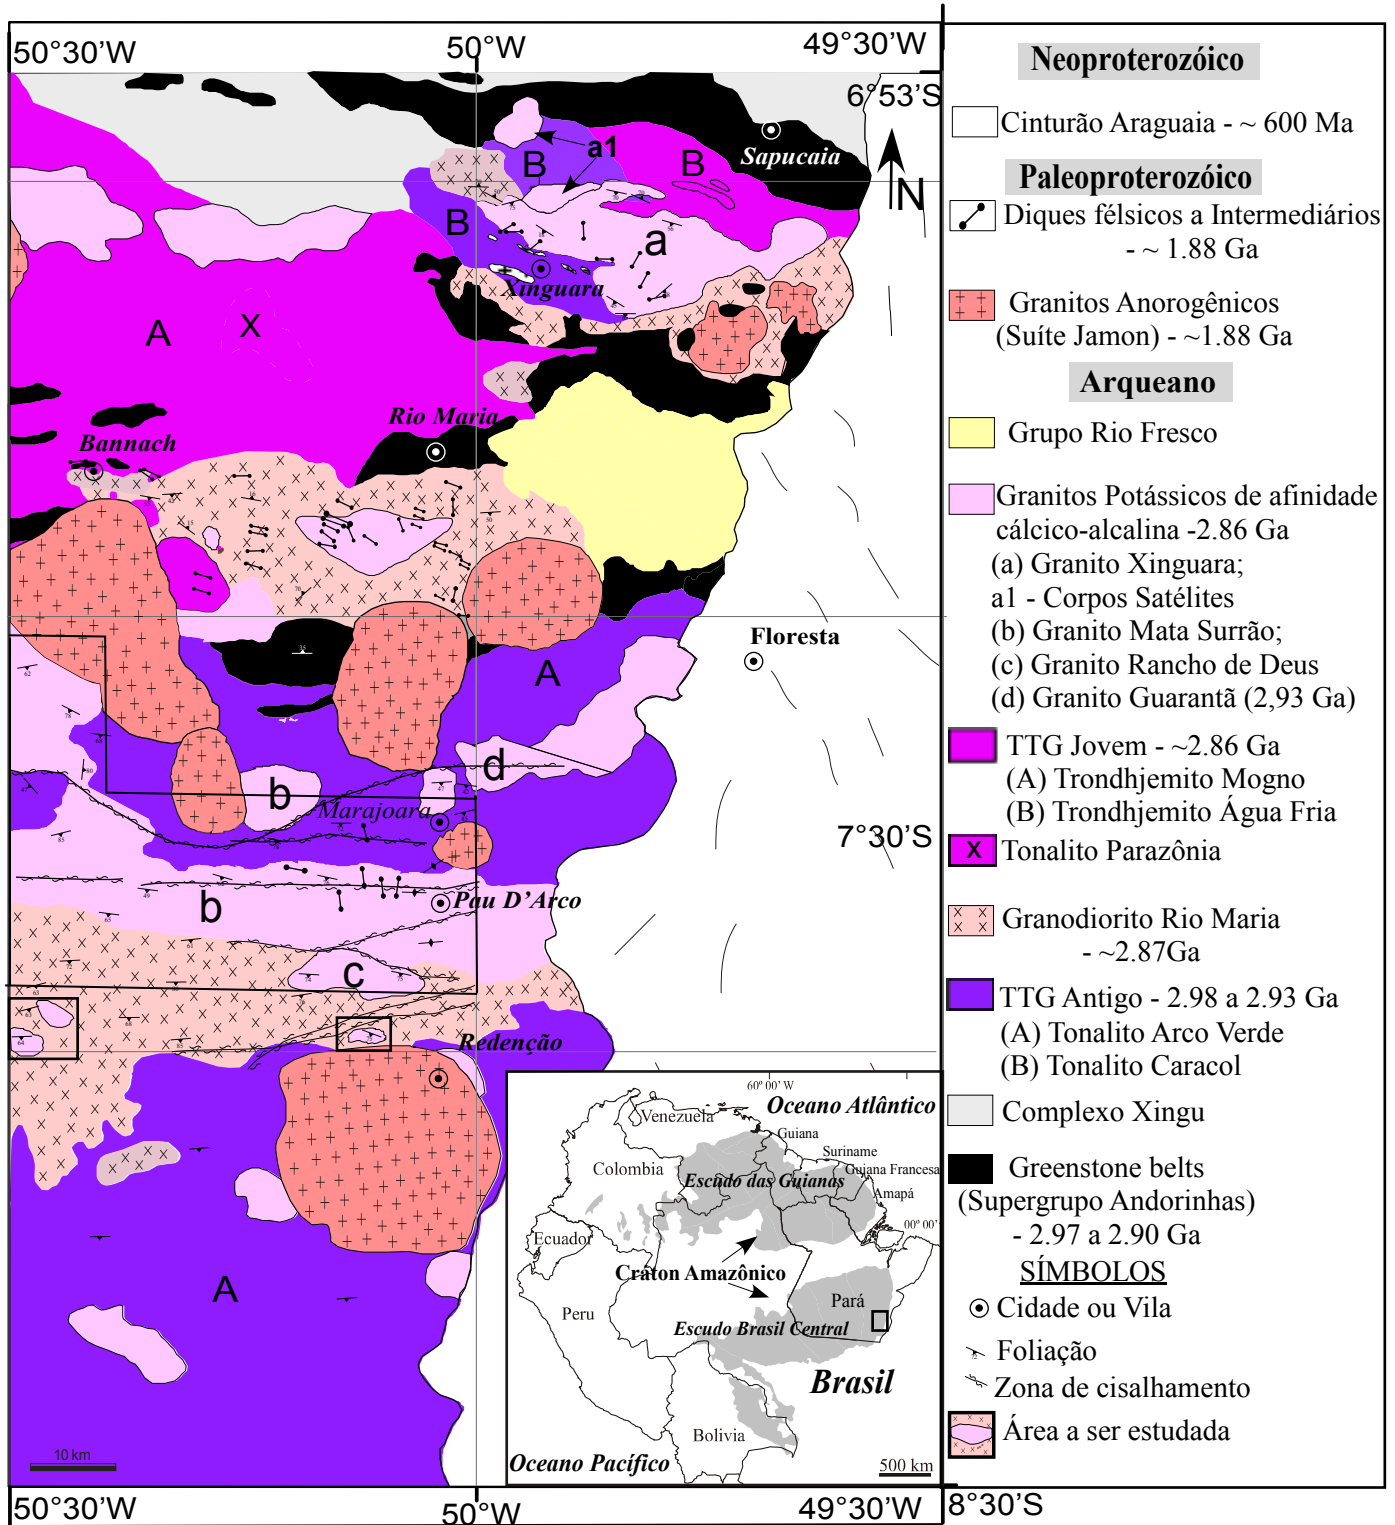 50°30’W
50°W
49°30’W
6°53’S
N
Sapucaia
a1
B
B
B
a
Xinguara
A
X
Rio Maria
Bannach
Floresta
A
d
b
Marajoara
7°30’S
b
Pau D’Arco
c
Redenção
A
10 km
50°30’W
50°W
49°30’W
8°30’S
60º 00’ W
Oceano Atlântico
Venezuela
Guiana
Suriname
Guiana Francesa
Colombia
Escudo das Guianas
Amapá
00º 00’
Ecuador
Cráton Amazônico
Peru
Pará
Escudo Brasil Central
Brasil
Bolivia
Oceano Pacífico
500 km
Neoproterozóico
Cinturão Araguaia - ~ 600 Ma
Paleoproterozóico
Diques félsicos a Intermediários
- ~ 1.88 Ga
Granitos Anorogênicos
(Suíte Jamon) - ~1.88 Ga
Arqueano
Grupo Rio Fresco
Granitos Potássicos de afinidade
cálcico-alcalina -2.86 Ga
(a) Granito Xinguara;
a1 - Corpos Satélites
(b) Granito Mata Surrão;
(c) Granito Rancho de Deus
(d) Granito Guarantã (2,93 Ga)
TTG Jovem - ~2.86 Ga
(A) Trondhjemito Mogno
(B) Trondhjemito Água Fria
X Tonalito Parazônia
Granodiorito Rio Maria
- ~2.87Ga
TTG Antigo - 2.98 a 2.93 Ga
(A) Tonalito Arco Verde
(B) Tonalito Caracol
Complexo Xingu
Greenstone belts
(Supergrupo Andorinhas)
- 2.97 a 2.90 Ga
SÍMBOLOS
Cidade ou Vila
Foliação
Zona de cisalhamento
Área a ser estudada